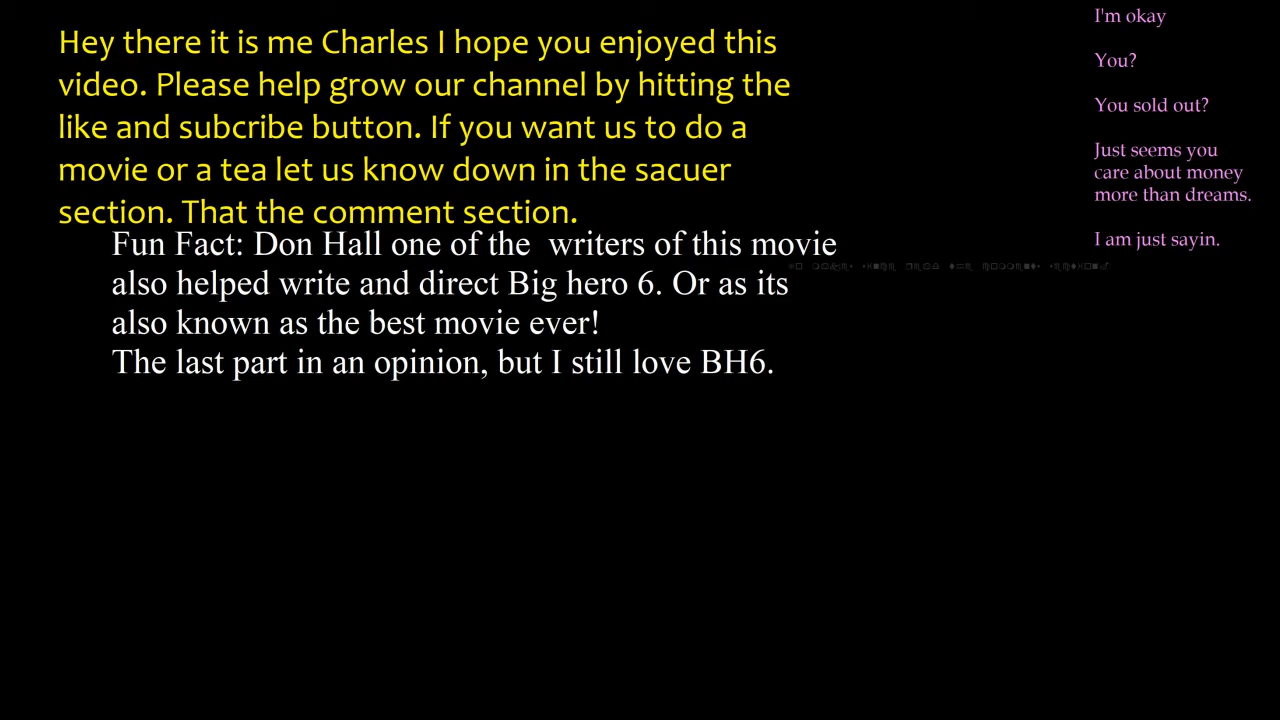 Hey there it is me Charles I hope you enjoyed this
video. Please help grow our channel by hitting the
like and subcribe button. If you want us to do a
movie or a tea let us know down in the sacuer
section. That the comment section.
Fun Fact: Don Hall one of the writers of this movie
also helped write and direct Big hero 6. Or as its
also known as the best movie ever!
The last part in an opinion, but I still love BH6.
I'm okay
You?
You sold out?
Just seems you
care about money
more than dreams.
I am just sayin.